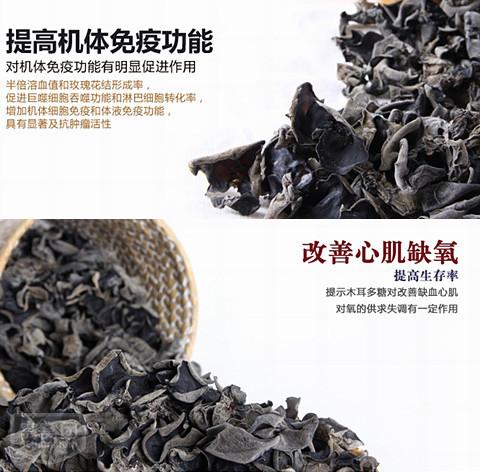 提高机体免疫功能
对机体免疫功能有明显促进作用
半倍溶血值和玫瑰花结形成率，
促进巨噬细胞吞噬功能和淋巴细胞转化率，
增加机体细胞免疫和体液免疫功能，
具有显著及抗肿瘤活性
改善心肌缺氧
提高生存率
提示木耳多糖对改善缺血心肌
对氧的供求失调有一定作用